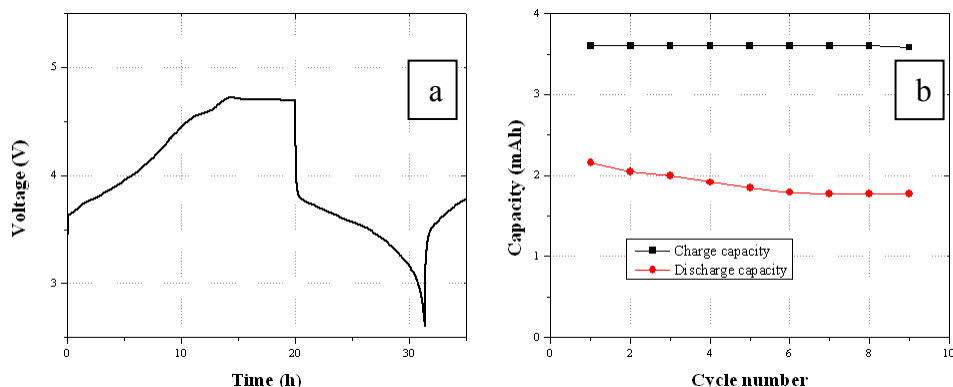 5
4
3
Voltage (V)
0
10
20
30
Time (h)
a
4
3
2
1
0
Capacity (mAh)
0
2
4
6
8
10
Cycle number
b
Charge capacity
Discharge capacity